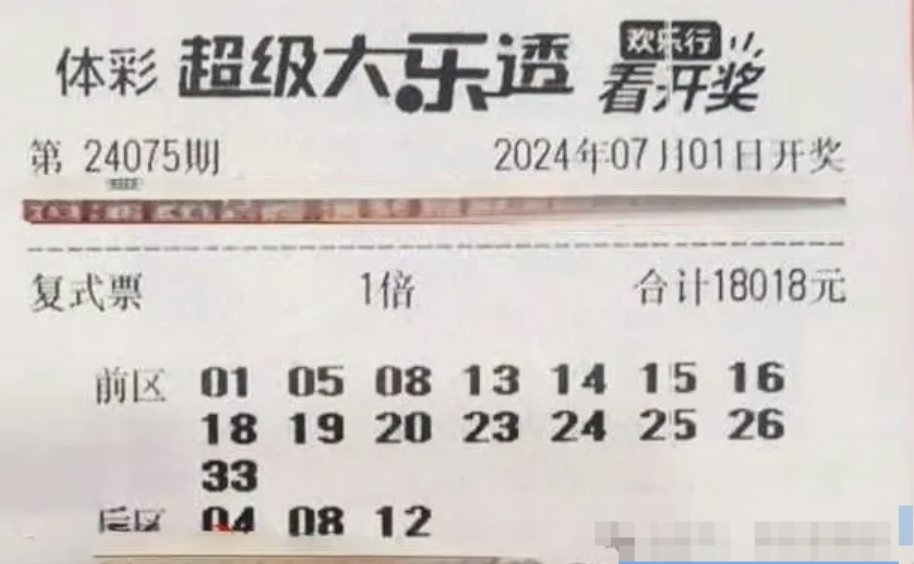 体彩 超级大乐透 欢乐行 看开奖
第 24075期 2024年07月01日开奖
复式票 1倍 合计18018元
前区 01 05 08 13 14 15 16
18 19 20 23 24 25 26
33
后区 04 08 12